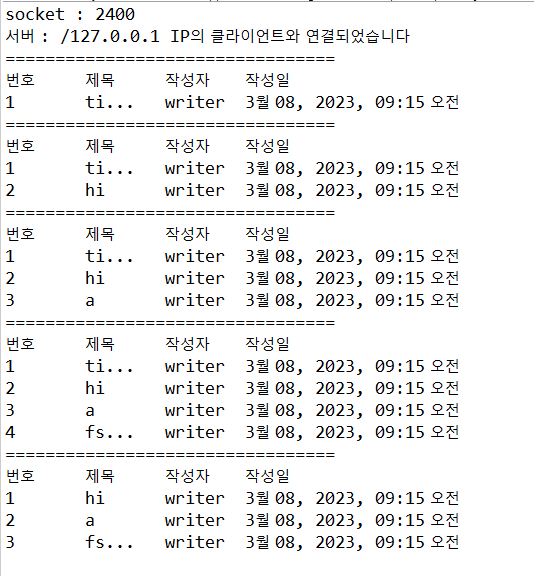 socket : 2400
서버 : /127.0.0.1 IP의 클라이언트와 연결되었습니다
=================================
번호 제목 작성자 작성일
1 ti... writer 3월 08, 2023, 09:15 오전
=================================
번호 제목 작성자 작성일
1 ti... writer 3월 08, 2023, 09:15 오전
2 hi writer 3월 08, 2023, 09:15 오전
=================================
번호 제목 작성자 작성일
1 ti... writer 3월 08, 2023, 09:15 오전
2 hi writer 3월 08, 2023, 09:15 오전
3 a writer 3월 08, 2023, 09:15 오전
=================================
번호 제목 작성자 작성일
1 ti... writer 3월 08, 2023, 09:15 오전
2 hi writer 3월 08, 2023, 09:15 오전
3 a writer 3월 08, 2023, 09:15 오전
4 fs... writer 3월 08, 2023, 09:15 오전
=================================
번호 제목 작성자 작성일
1 hi writer 3월 08, 2023, 09:15 오전
2 a writer 3월 08, 2023, 09:15 오전
3 fs... writer 3월 08, 2023, 09:15 오전